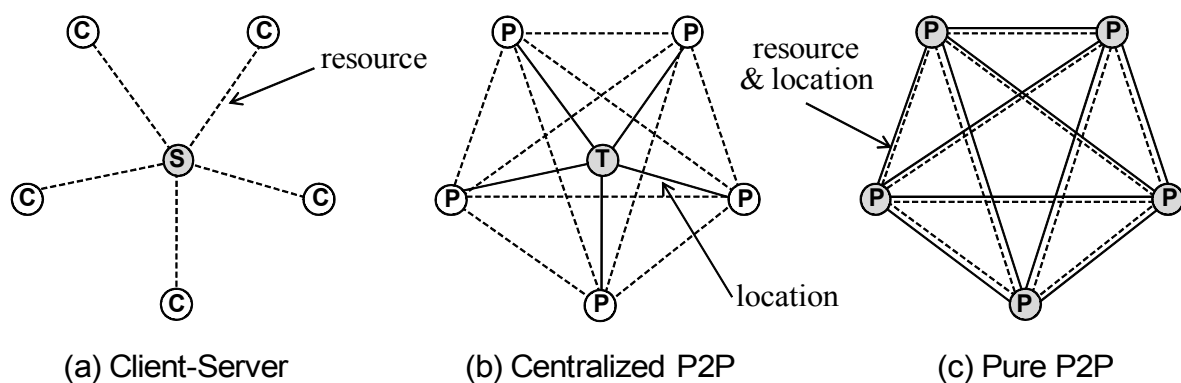 C
C
resource
S
C
C
C
(a) Client-Server
P
P
T
P
P
P
location
(b) Centralized P2P
P
P
resource
& location
P
P
P
(c) Pure P2P